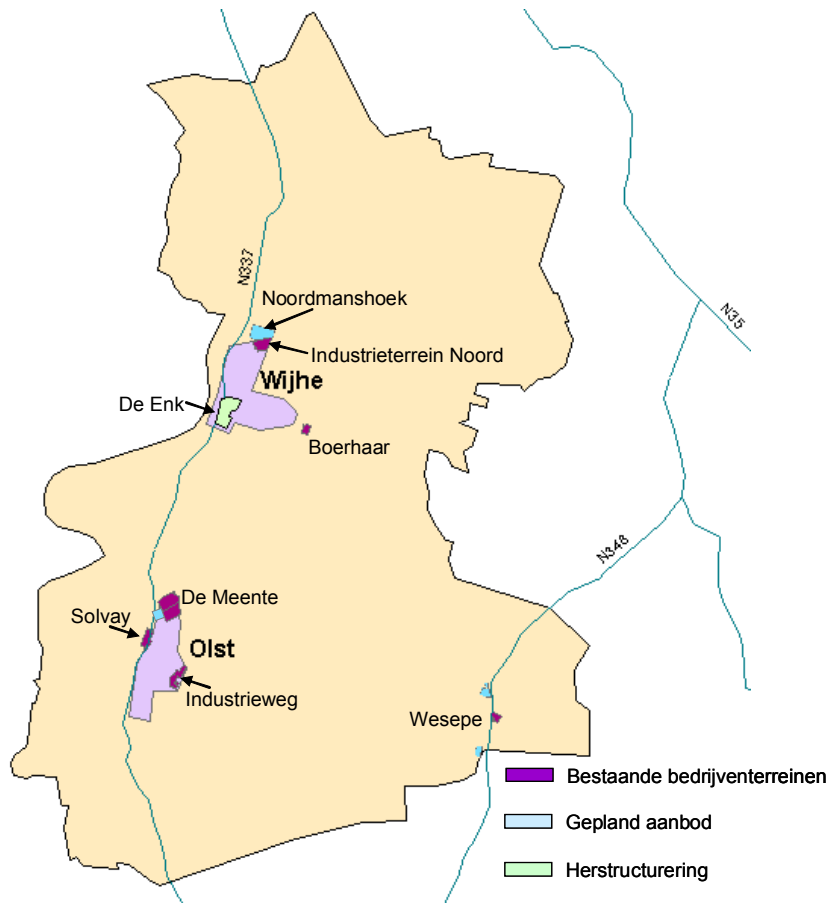 N337
Noordmanshoek
N35
Industrieterrein Noord
Wijhe
De Enk
Boerhaar
N348
De Meente
Solvay
Olst
Industrieweg
Wesepe
Bestaande bedrijventerreinen
Gepland aanbod
Herstructurering